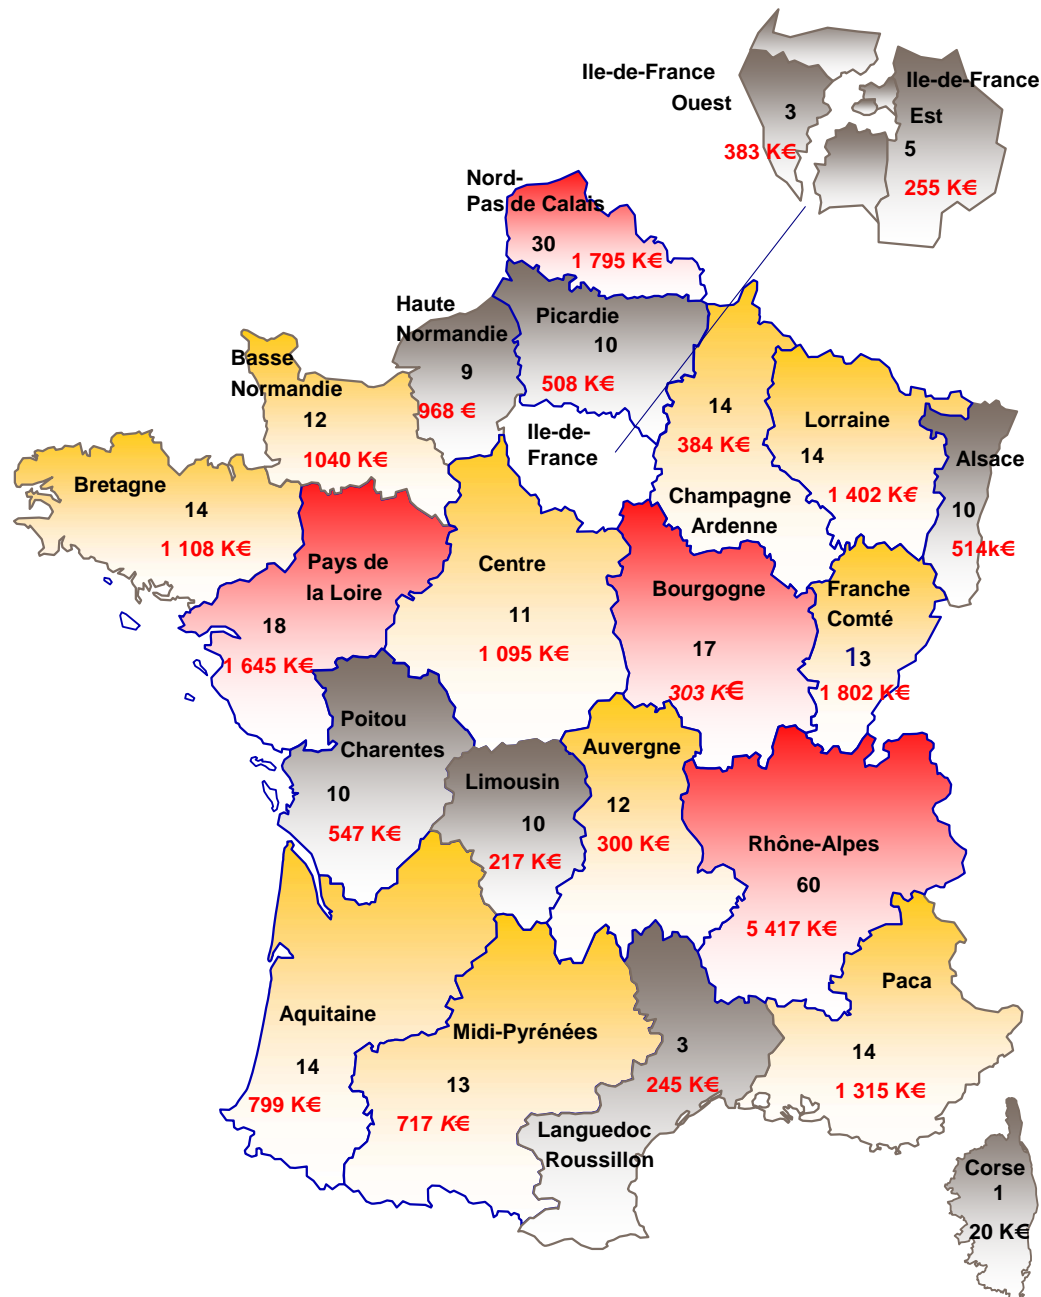 Ile-de-France
Ouest
3
383 K€
Ile-de-France
Est
5
255 K€
Nord-
Pas de Calais
30
1 795 K€
Haute
Normandie
9
968 €
Picardie
10
508 K€
Basse
Normandie
12
1040 K€
Ile-de-
France
14
384 K€
Champagne
Ardenne
Lorraine
14
1 402 K€
Alsace
10
514k€
Bretagne
14
1 108 K€
Pays de
la Loire
18
1 645 K€
Centre
11
1 095 K€
Bourgogne
17
303 K€
Franche
Comté
13
1 802 K€
Poitou
Charentes
10
547 K€
Limousin
10
217 K€
Auvergne
12
300 K€
Rhône-Alpes
60
5 417 K€
Aquitaine
14
799 K€
Midi-Pyrénées
13
717 K€
3
245 K€
Languedoc
Roussillon
Paca
14
1 315 K€
Corse
1
20 K€